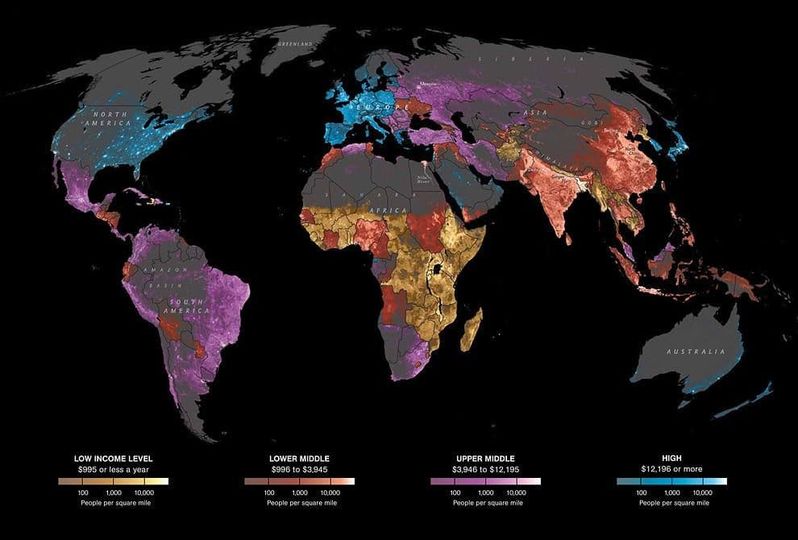 GREENLAND
SIBERIA
NORTH
AMERICA
Moscow
EUROPE
ASIA
GOBI
HIMALAYAS
SAHARA
Nile
River
AFRICA
AMAZON
BASIN
SOUTH
AMERICA
AUSTRALIA
LOW INCOME LEVEL
$995 or less a year
100 1,000 10,000
People per square mile
LOWER MIDDLE
$996 to $3,945
100 1,000 10,000
People per square mile
UPPER MIDDLE
$3,946 to $12,195
100 1,000 10,000
People per square mile
HIGH
$12,196 or more
100 1,000 10,000
People per square mile